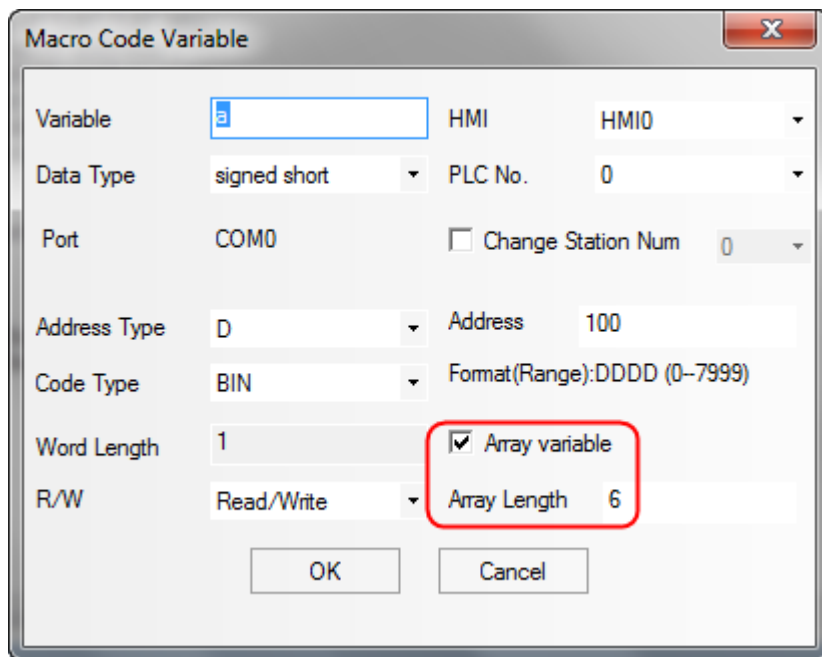 Macro Code Variable
Variable a HMI HMI0
Data Type signed short PLC No. 0
Port COM0 Change Station Num 0
Address Type D Address 100
Code Type BIN Format(Range):DDDD (0--7999)
Word Length 1 Array variable
R/W Read/Write Array Length 6
OK Cancel